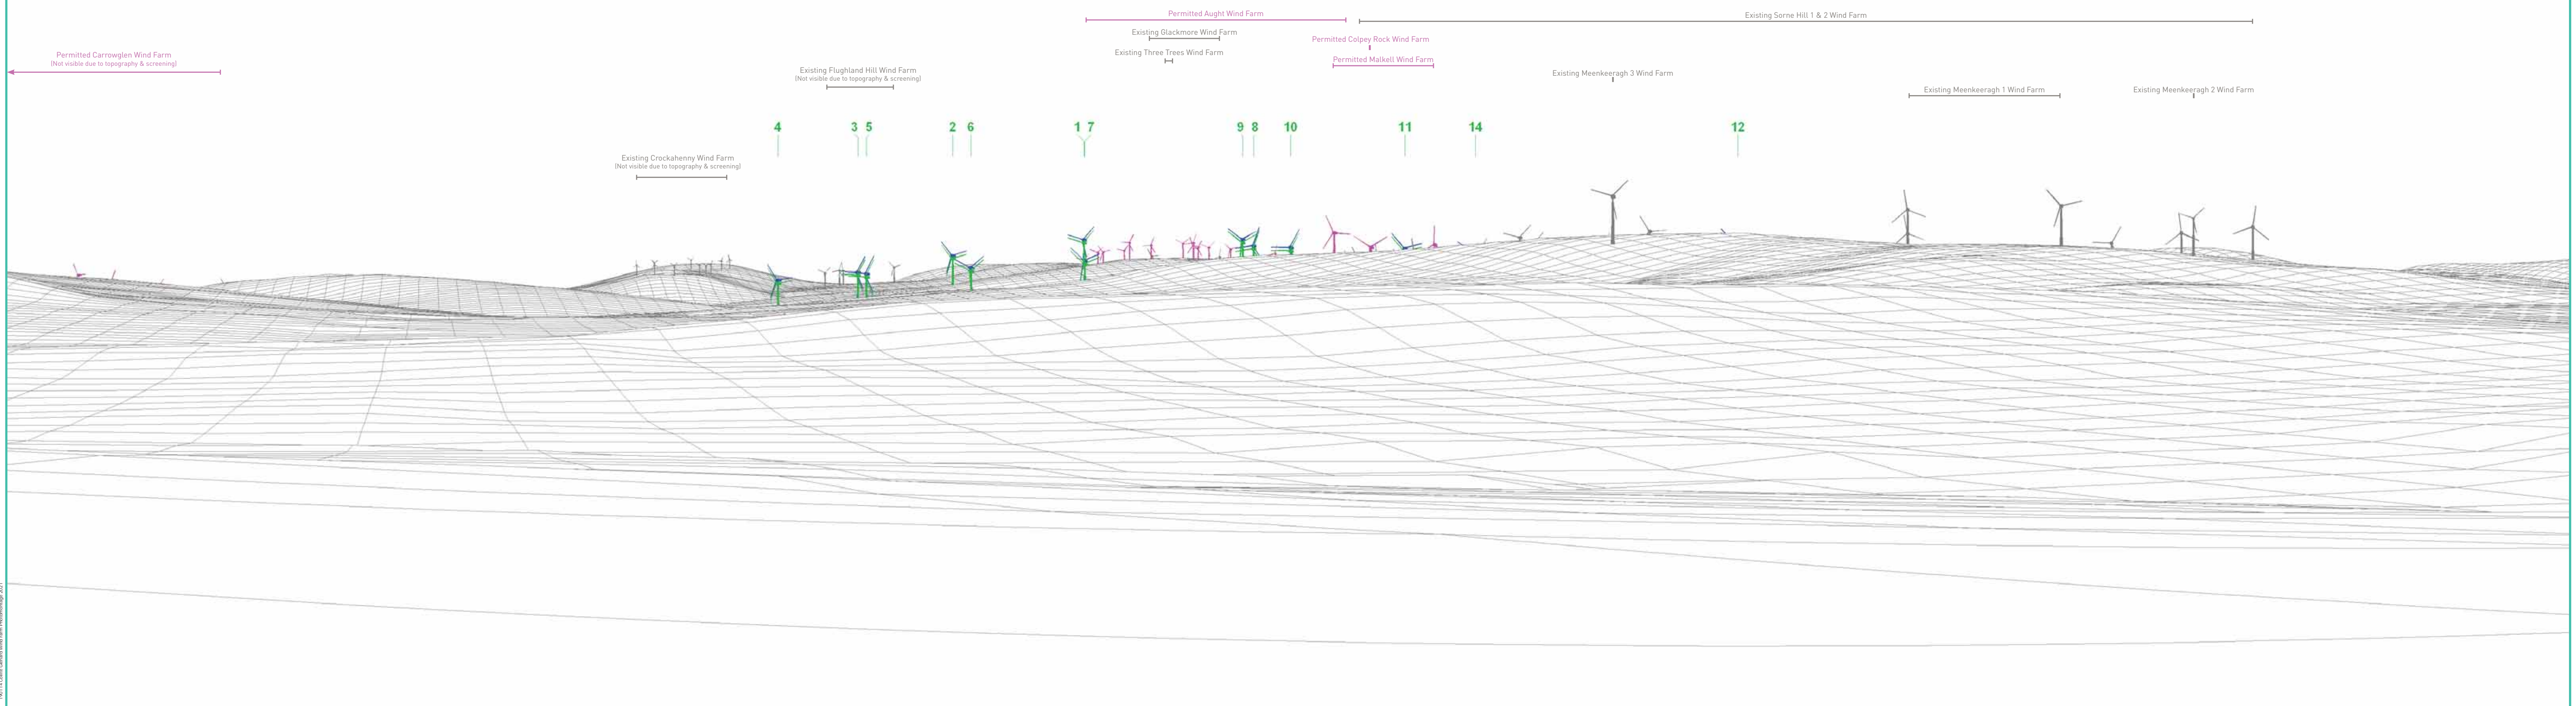 Permitted Aught Wind Farm
Existing Sorne Hill 1 & 2 Wind Farm
Existing Glackmore Wind Farm
Permitted Colpey Rock Wind Farm
Existing Three Trees Wind Farm
Permitted Malkell Wind Farm
Permitted Carrowglen Wind Farm
(Not visible due to topography & screening)
Existing Flughland Hill Wind Farm
(Not visible due to topography & screening)
Existing Meenkeeragh 3 Wind Farm
Existing Meenkeeragh 1 Wind Farm
Existing Meenkeeragh 2 Wind Farm
4 3 5 2 6 1 7 9 8 10 11 14 12
Existing Crockahenny Wind Farm
(Not visible due to topography & screening)